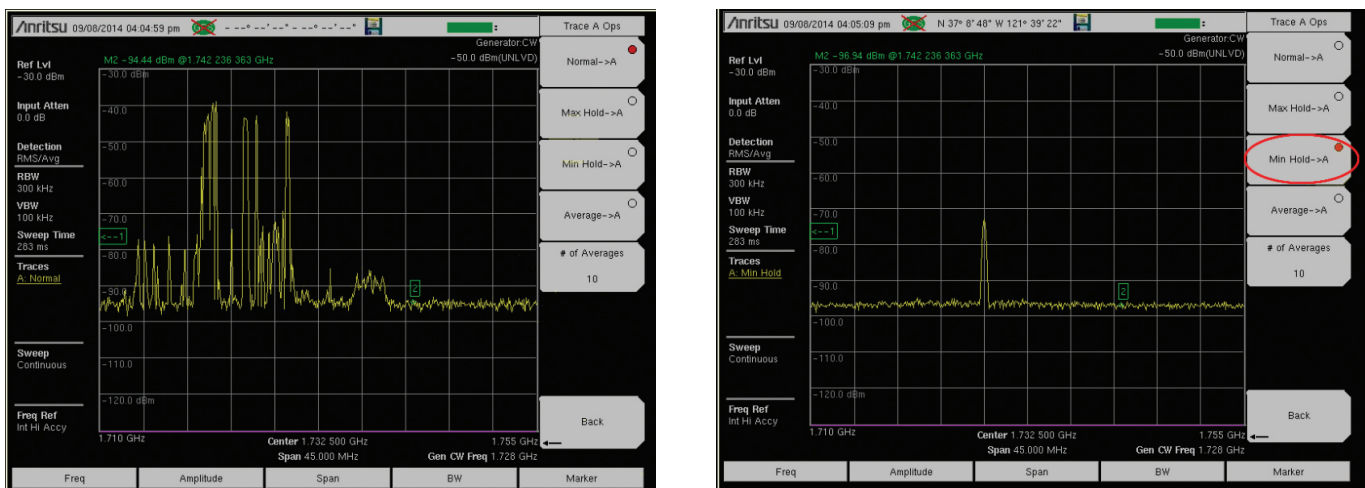 Anritsu 09/08/2014 04:04:59 pm GPS - --° --'--" - --° --'--"
Trace A Ops
Generator:CW
M2 -94.44 dBm @1.742 236 363 GHz
-50.0 dBm(UNLVD)
Ref Lvl
-30.0 dBm
Input Atten
0.0 dB
Detection
RMS/Avg
RBW
300 kHz
VBW
100 kHz
Sweep Time
283 ms
Traces
A: Normal
Sweep
Continuous
Freq Ref
Int Hi Accy
-30.0 dBm
-40.0
-50.0
-60.0
-70.0
<--1
-80.0
-90.0
2
-100.0
-110.0
-120.0 dBm
1.710 GHz
Center 1.732 500 GHz
1.755 GHz
Span 45.000 MHz
Gen CW Freq 1.728 GHz
Normal->A
Max Hold->A
Min Hold->A
Average->A
# of Averages
10
Back
Freq
Amplitude
Span
BW
Marker
Anritsu 09/08/2014 04:05:09 pm GPS N 37° 8' 48" W 121° 39' 22"
Trace A Ops
Generator:CW
M2 -96.94 dBm @1.742 236 363 GHz
-50.0 dBm(UNLVD)
Ref Lvl
-30.0 dBm
Input Atten
0.0 dB
Detection
RMS/Avg
RBW
300 kHz
VBW
100 kHz
Sweep Time
283 ms
Traces
A: Min Hold
Sweep
Continuous
Freq Ref
Int Hi Accy
-30.0 dBm
-40.0
-50.0
-60.0
-70.0
<--1
-80.0
-90.0
2
-100.0
-110.0
-120.0 dBm
1.710 GHz
Center 1.732 500 GHz
1.755 GHz
Span 45.000 MHz
Gen CW Freq 1.728 GHz
Normal->A
Max Hold->A
Min Hold->A
Average->A
# of Averages
10
Back
Freq
Amplitude
Span
BW
Marker